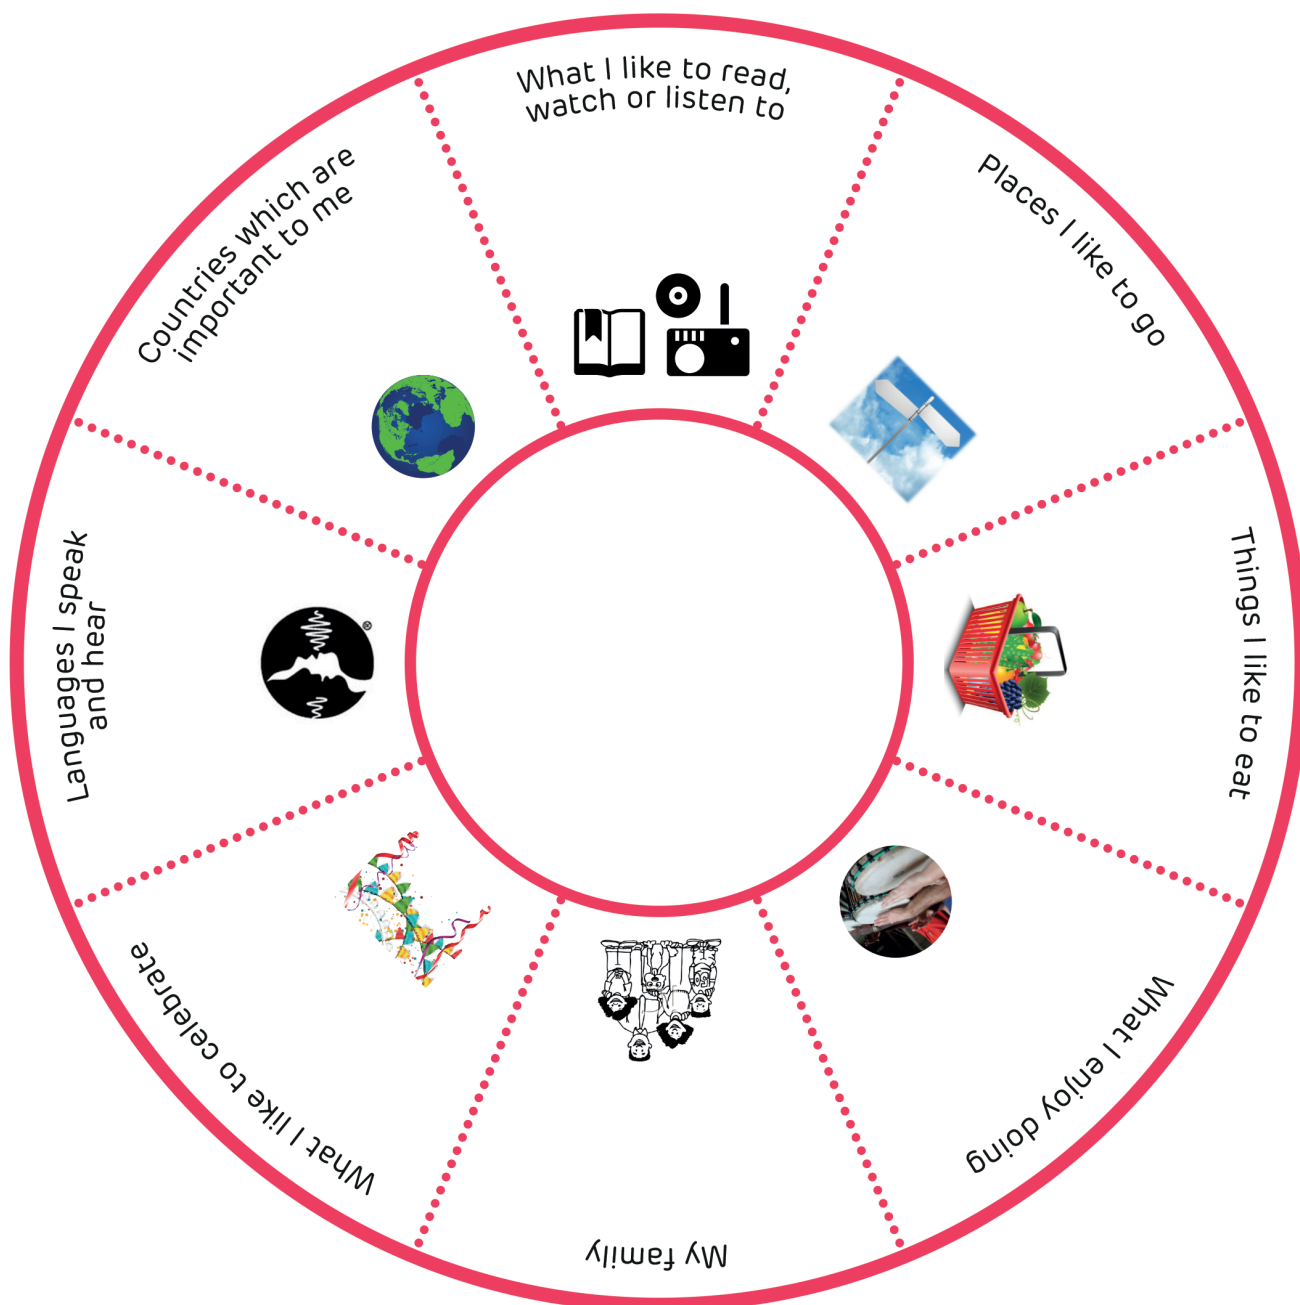 What I like to read,
watch or listen to
Places I like to go
Things I like to eat
What I enjoy doing
My family
What I like to celebrate
Languages I speak
and hear
®
Countries which are
important to me